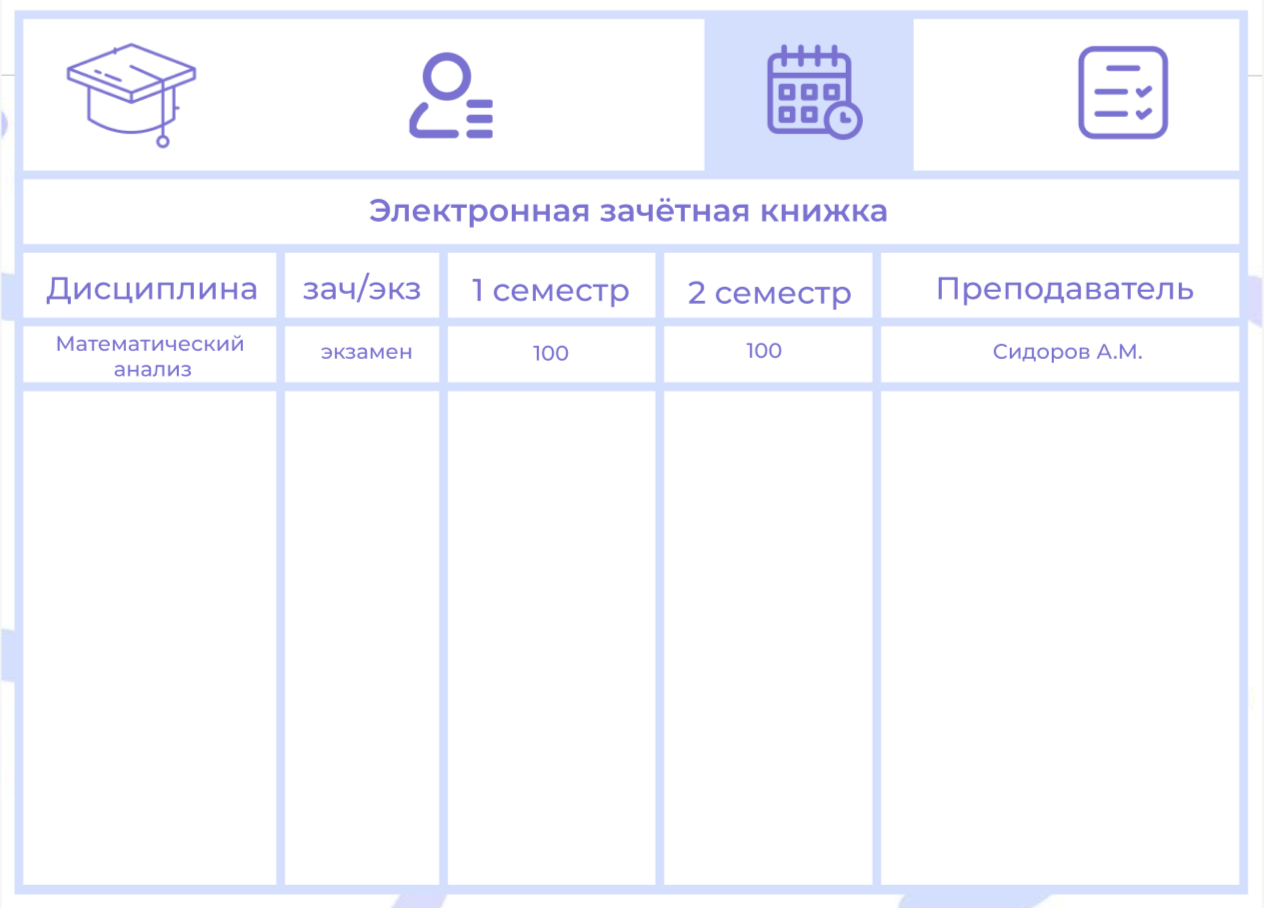 Электронная зачётная книжка
Дисциплина зач/экз 1 семестр 2 семестр Преподаватель
Математический
анализ
экзамен 100 100 Сидоров А.М.